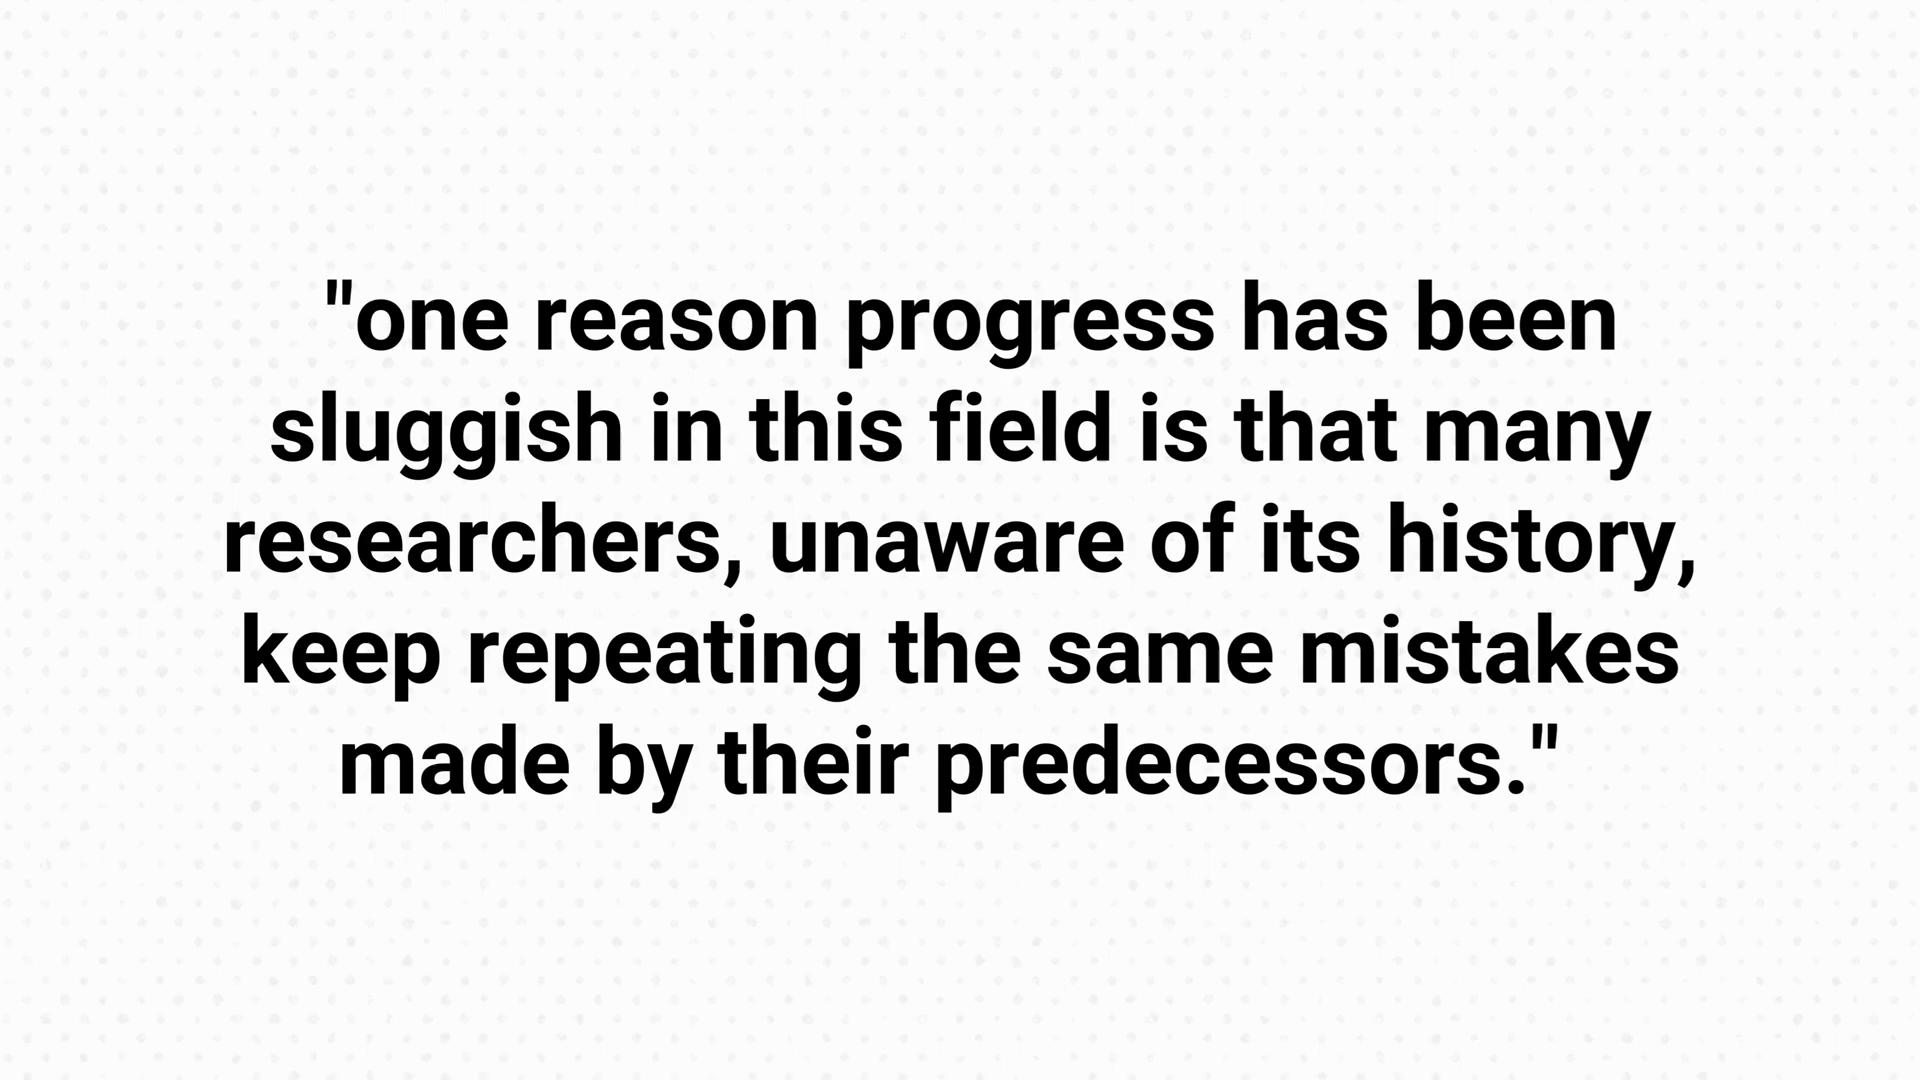 "one reason progress has been
sluggish in this field is that many
researchers, unaware of its history,
keep repeating the same mistakes
made by their predecessors."